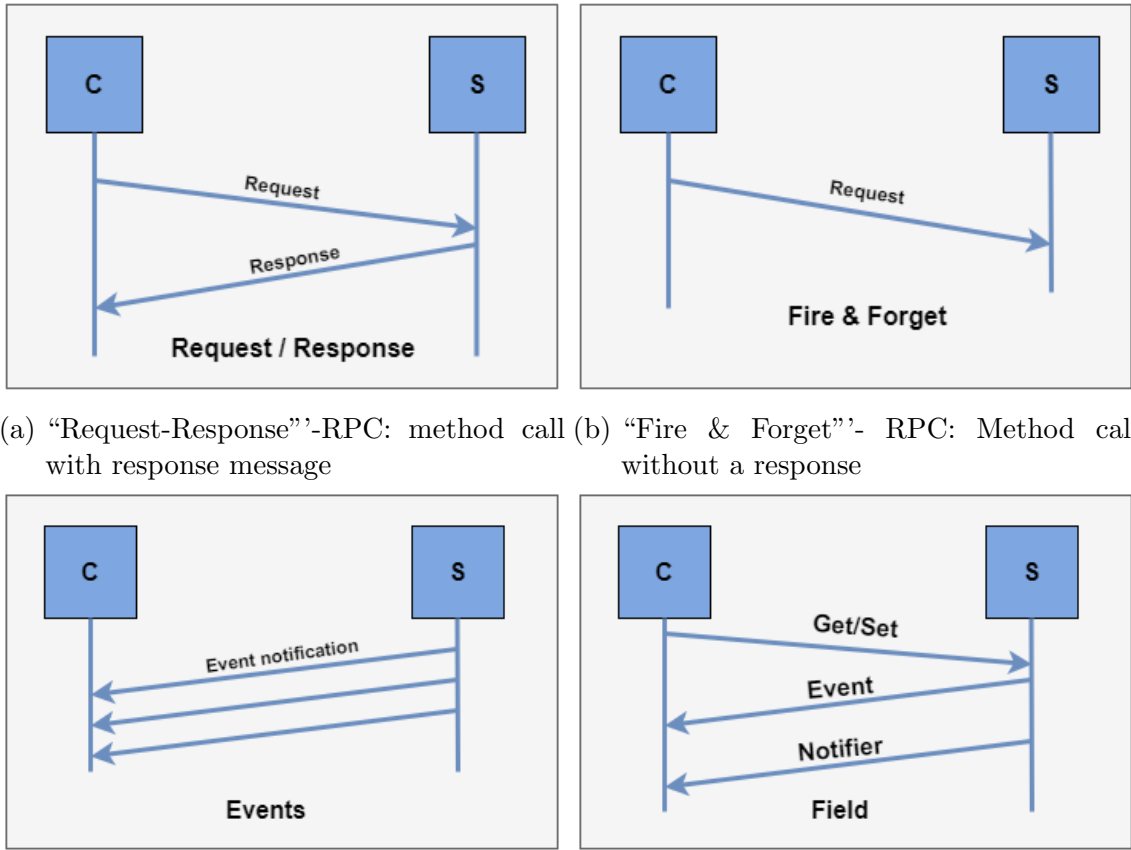 C
S
Request
Response
Request / Response
C
S
Request
Fire & Forget
(a) “Request-Response”’-RPC: method call
with response message
(b) “Fire & Forget”’- RPC: Method cal
without a response
C
S
Event notification
Events
C
S
Get/Set
Event
Notifier
Field